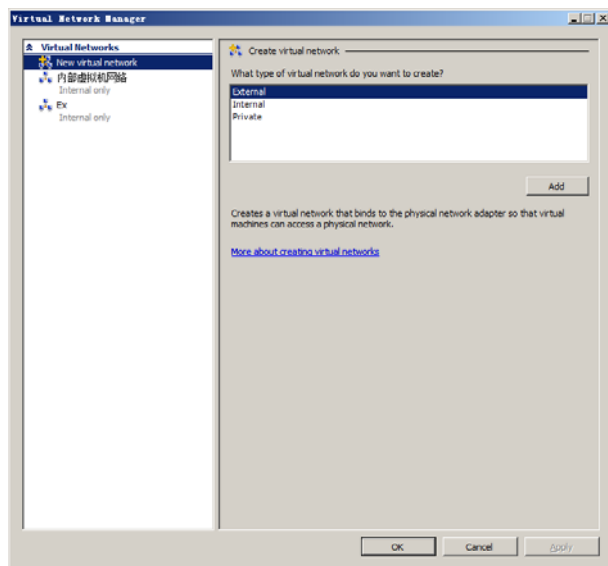 Virtual Network Manager
Virtual Networks
New virtual network
内部虚拟机网络
Internal only
Ex
Internal only
Create virtual network
What type of virtual network do you want to create?
External
Internal
Private
Add
Creates a virtual network that binds to the physical network adapter so that virtual
machines can access a physical network.
More about creating virtual networks
OK
Cancel
Apply